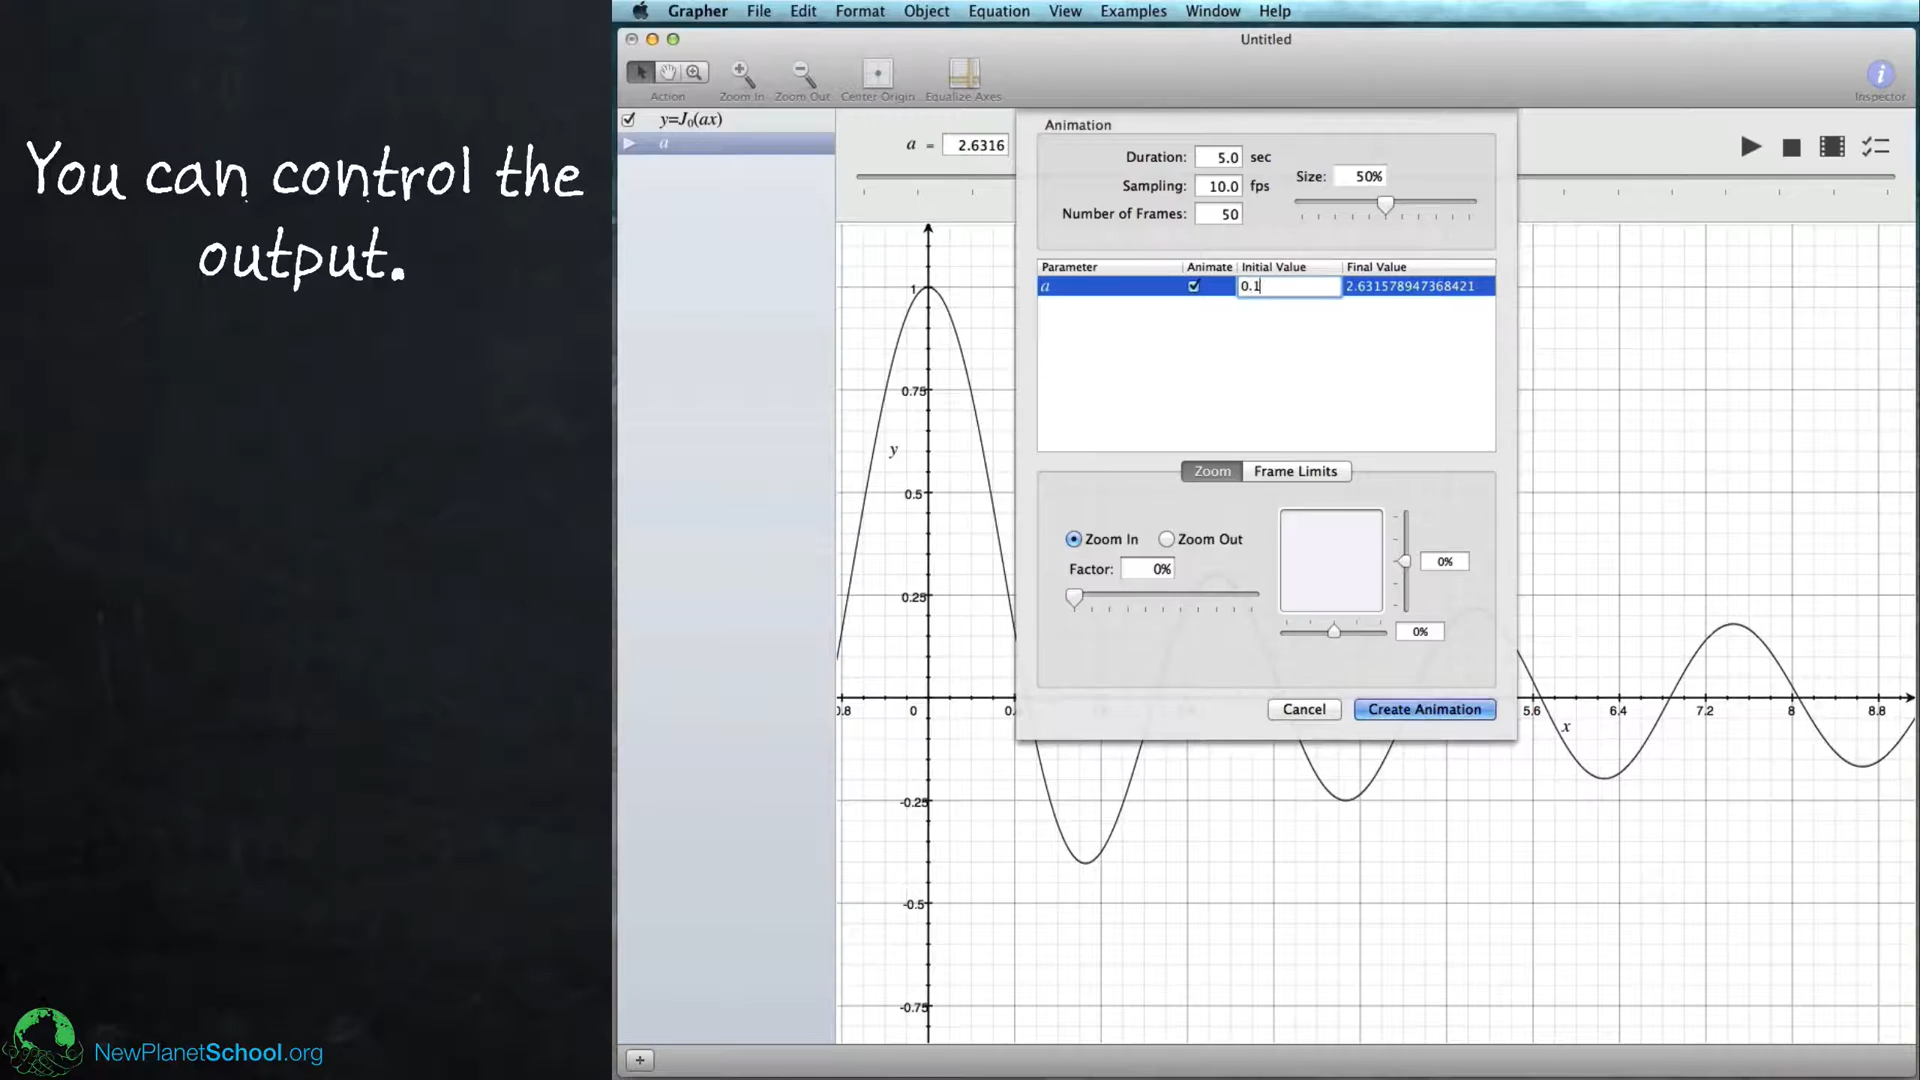 Grapher File Edit Format Object Equation View Examples Window Help
Untitled
Action Zoom In Zoom Out Center Origin Equalize Axes Inspector
You can control the
output.
y=J₀(ax)
a
a = 2.6316
Animation
Duration: 5.0 sec
Sampling: 10.0 fps
Number of Frames: 50
Size: 50%
Parameter Animate Initial Value Final Value
a 0.1 2.631578947368421
Zoom Frame Limits
Zoom In Zoom Out
Factor: 0%
0%
0%
Cancel Create Animation
1
0.75
y
0.5
0.25
0.8 0 0. 5.6 6.4 7.2 8 8.8
x
-0.25
-0.5
-0.75
NewPlanetSchool.org
+